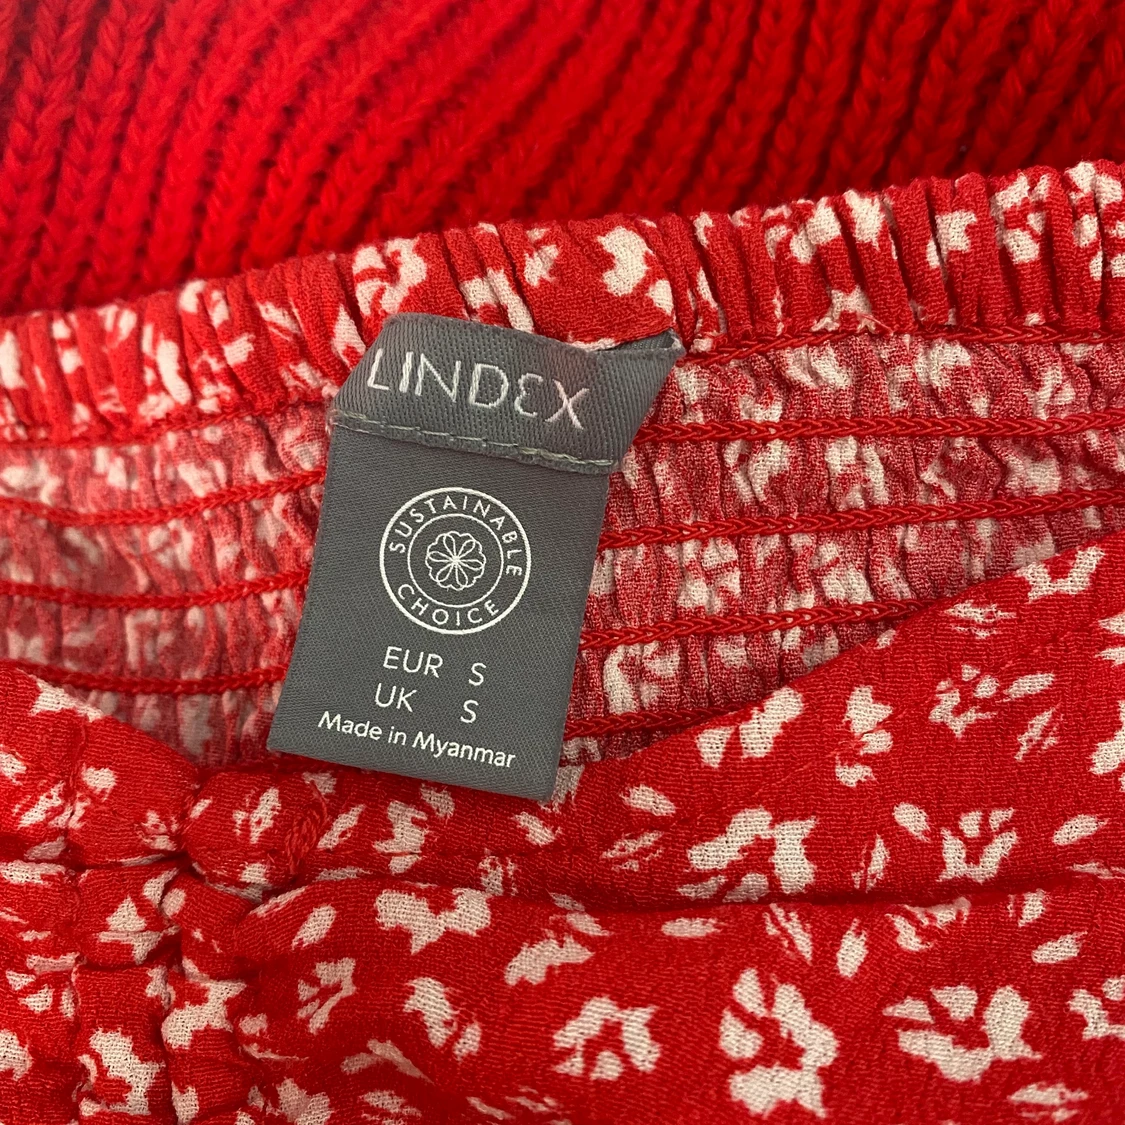 LINDEX
SUSTAINABLE
CHOICE
EUR S
UK S
Made in Myanmar